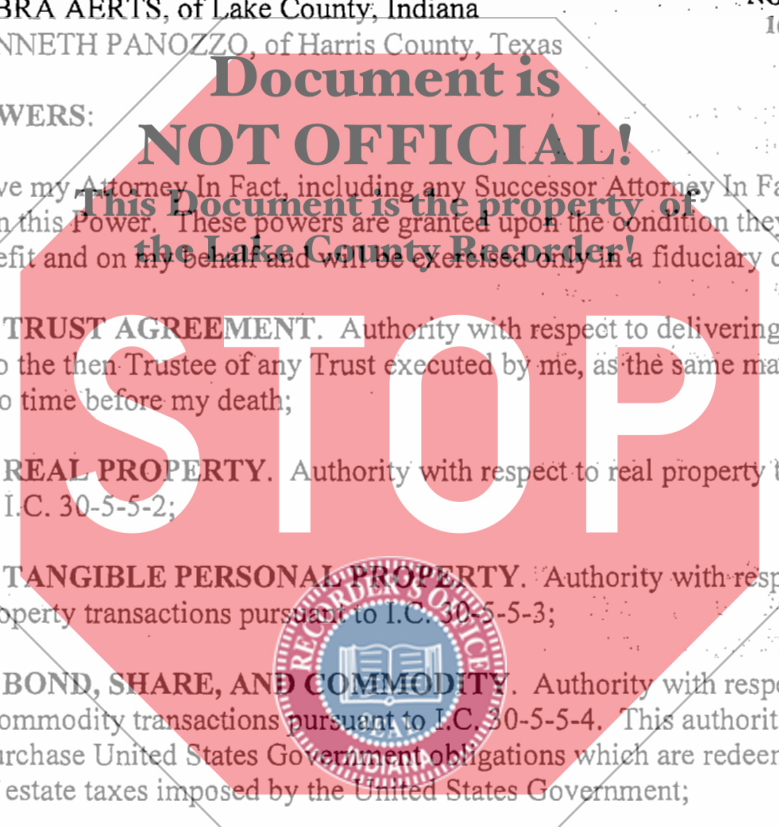 BRA AERTS, of Lake County, Indiana
NNETH PANOZZO, of Harris County, Texas
Document is
WERS:
NOT OFFICIAL!
ve my Attorney In Fact, including any Successor Attorney In Fa
This Document is the property of
n this Power. These powers are granted upon the condition they
the Lake County Recorder!
efit and on my behalf and will be exercised only in a fiduciary c
TRUST AGREEMENT. Authority with respect to delivering
o the then Trustee of any Trust executed by me, as the same ma
o time before my death;
STOP
REAL PROPERTY. Authority with respect to real property t
I.C. 30-5-5-2;
TANGIBLE PERSONAL PROPERTY. Authority with resp
operty transactions pursuant to I.C. 30-5-5-3;
RECORDER'S OFFICE
SEAL
INDIANA
BOND, SHARE, AND COMMODITY. Authority with respe
ommodity transactions pursuant to I.C. 30-5-5-4. This authorit
urchase United States Government obligations which are redeem
f estate taxes imposed by the United States Government;